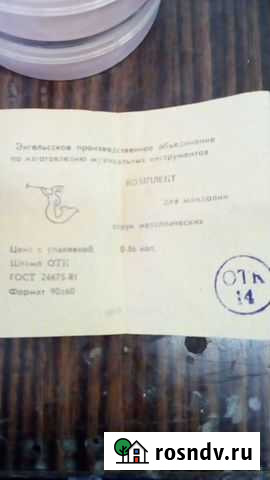 Энгельсское производственное объединение
по изготовлению музыкальных инструментов
КОМПЛЕКТ
для мандолин
струн металлических
Цена с упаковкой 0-86 коп.
Штамп ОТК
ГОСТ 24675-81
Формат 90х60
ОТК
14
rosndv.ru